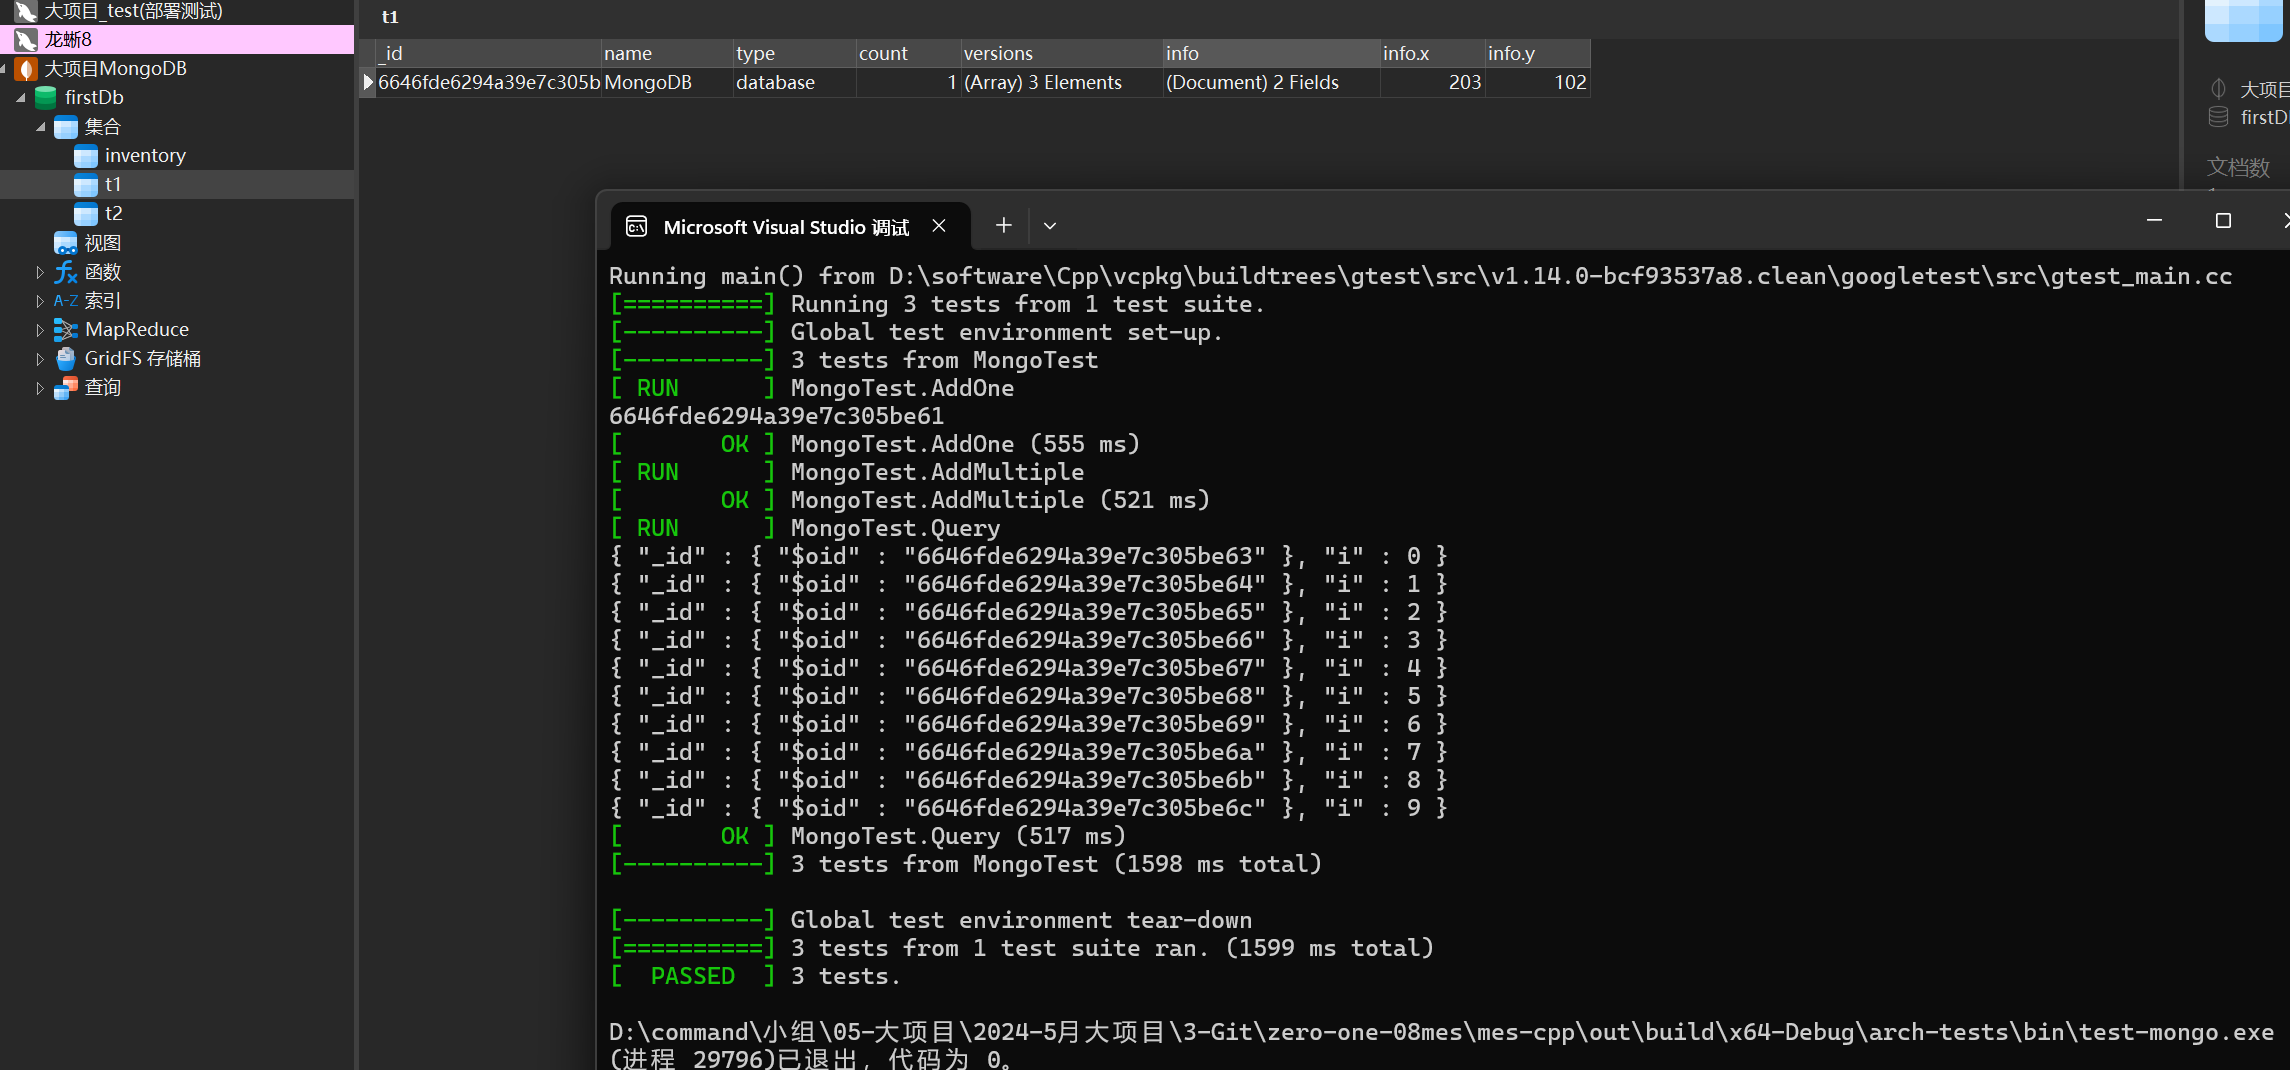 大项目_test(部署测试)
龙蜥8
大项目MongoDB
firstDb
集合
inventory
t1
t2
视图
函数
A-Z 索引
MapReduce
GridFS 存储桶
查询
t1
_id name type count versions info info.x info.y
6646fde6294a39e7c305b MongoDB database 1 (Array) 3 Elements (Document) 2 Fields 203 102
大项目
firstD
文档数
Microsoft Visual Studio 调试
Running main() from D:\software\Cpp\vcpkg\buildtrees\gtest\src\v1.14.0-bcf93537a8.clean\googletest\src\gtest_main.cc
[==========] Running 3 tests from 1 test suite.
[----------] Global test environment set-up.
[----------] 3 tests from MongoTest
[ RUN      ] MongoTest.AddOne
6646fde6294a39e7c305be61
[       OK ] MongoTest.AddOne (555 ms)
[ RUN      ] MongoTest.AddMultiple
[       OK ] MongoTest.AddMultiple (521 ms)
[ RUN      ] MongoTest.Query
{ "_id" : { "$oid" : "6646fde6294a39e7c305be63" }, "i" : 0 }
{ "_id" : { "$oid" : "6646fde6294a39e7c305be64" }, "i" : 1 }
{ "_id" : { "$oid" : "6646fde6294a39e7c305be65" }, "i" : 2 }
{ "_id" : { "$oid" : "6646fde6294a39e7c305be66" }, "i" : 3 }
{ "_id" : { "$oid" : "6646fde6294a39e7c305be67" }, "i" : 4 }
{ "_id" : { "$oid" : "6646fde6294a39e7c305be68" }, "i" : 5 }
{ "_id" : { "$oid" : "6646fde6294a39e7c305be69" }, "i" : 6 }
{ "_id" : { "$oid" : "6646fde6294a39e7c305be6a" }, "i" : 7 }
{ "_id" : { "$oid" : "6646fde6294a39e7c305be6b" }, "i" : 8 }
{ "_id" : { "$oid" : "6646fde6294a39e7c305be6c" }, "i" : 9 }
[       OK ] MongoTest.Query (517 ms)
[----------] 3 tests from MongoTest (1598 ms total)
[----------] Global test environment tear-down
[==========] 3 tests from 1 test suite ran. (1599 ms total)
[  PASSED  ] 3 tests.
D:\command\小组\05-大项目\2024-5月大项目\3-Git\zero-one-08mes\mes-cpp\out\build\x64-Debug\arch-tests\bin\test-mongo.exe
(进程 29796)已退出，代码为 0。